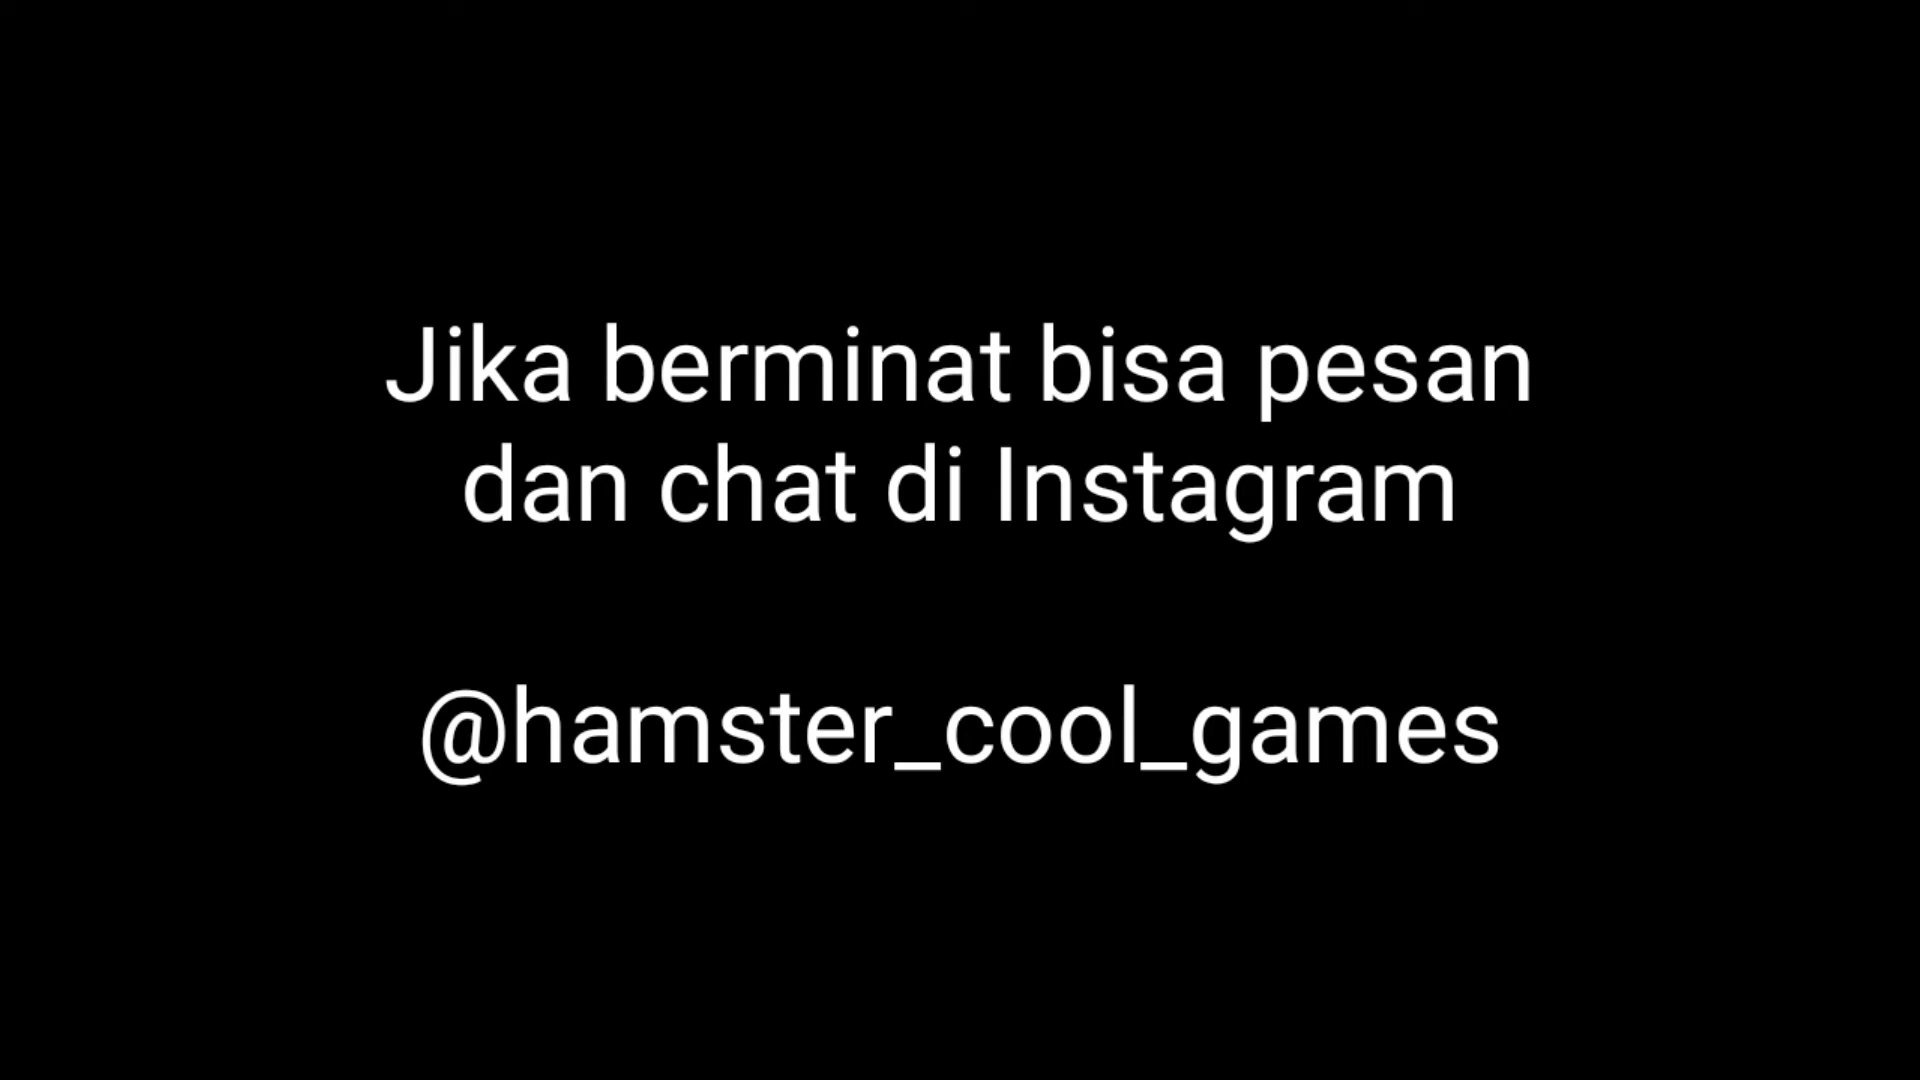 Jika berminat bisa pesan
dan chat di Instagram
@hamster_cool_games